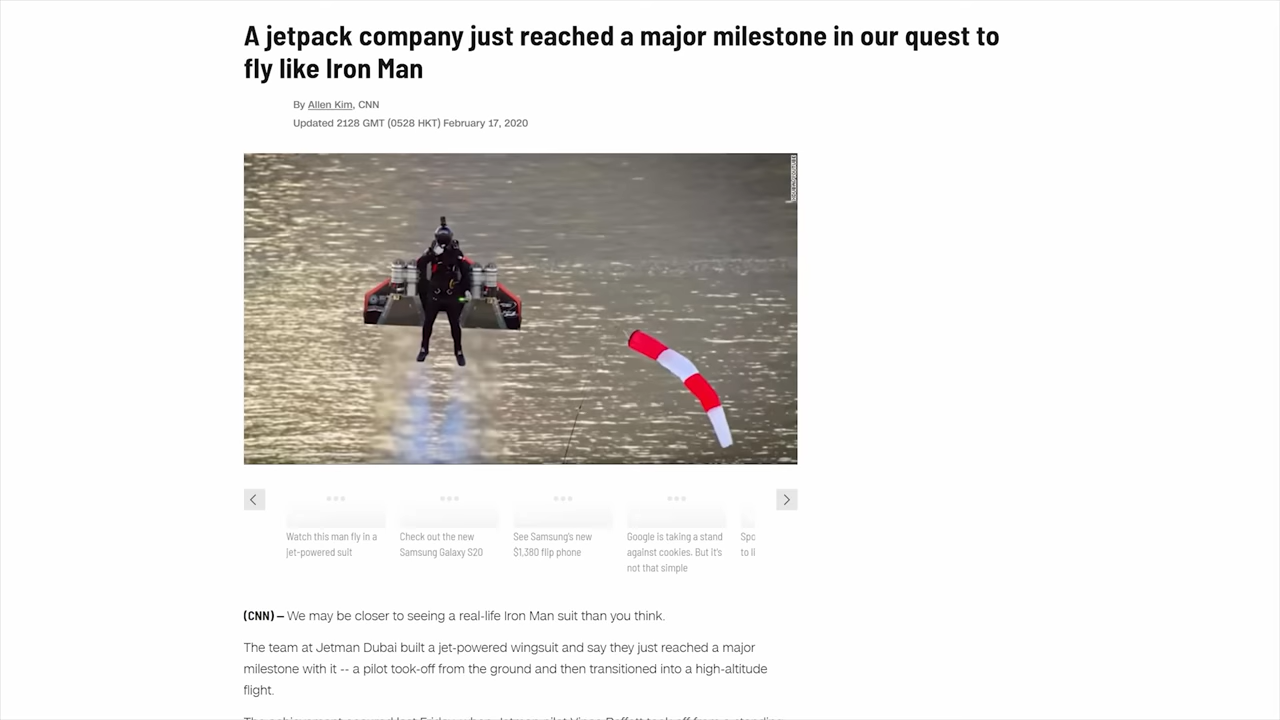 A jetpack company just reached a major milestone in our quest to
fly like Iron Man
By Allen Kim, CNN
Updated 2128 GMT (0528 HKT) February 17, 2020
Watch this man fly in a
jet-powered suit
Check out the new
Samsung Galaxy S20
See Samsung's new
$1,380 flip phone
Google is taking a stand
against cookies. But it's
not that simple
(CNN) – We may be closer to seeing a real-life Iron Man suit than you think.
The team at Jetman Dubai built a jet-powered wingsuit and say they just reached a major
milestone with it -- a pilot took-off from the ground and then transitioned into a high-altitude
flight.